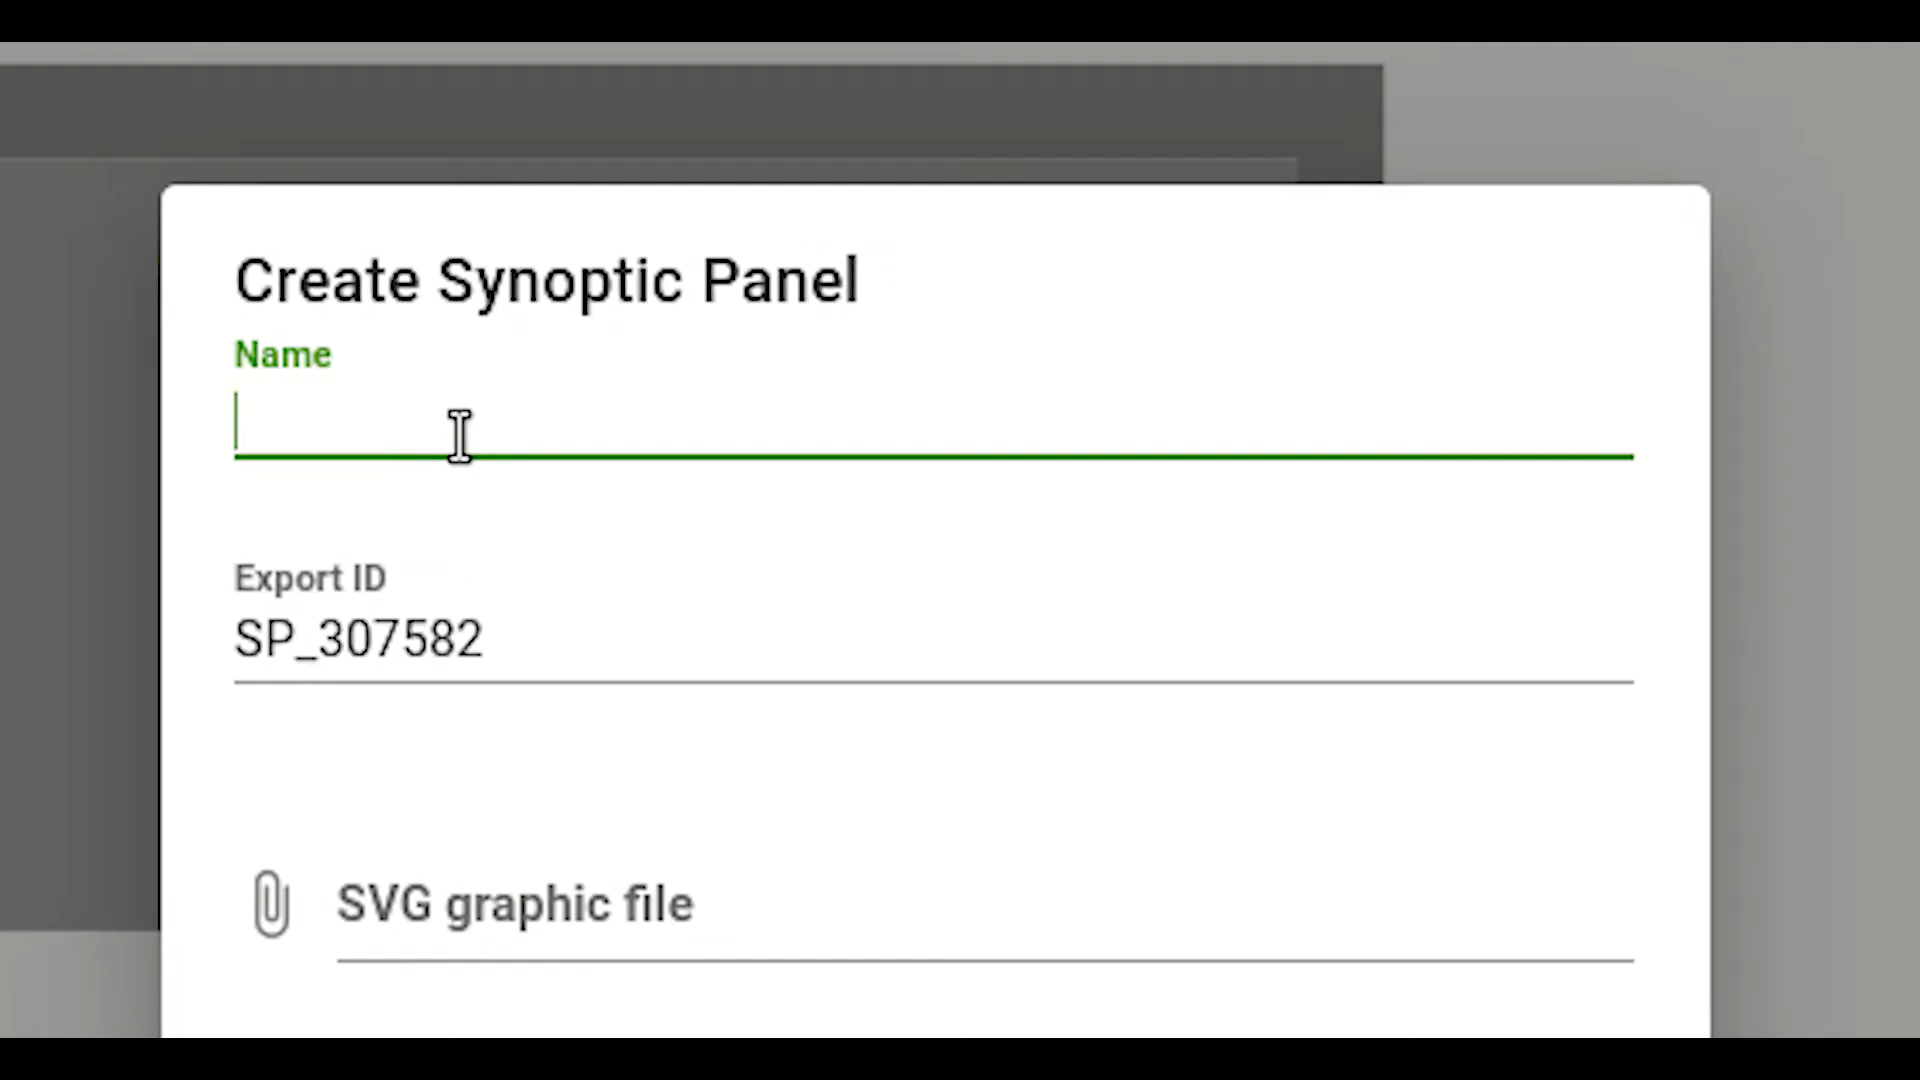 Create Synoptic Panel
Name
Export ID
SP_307582
SVG graphic file